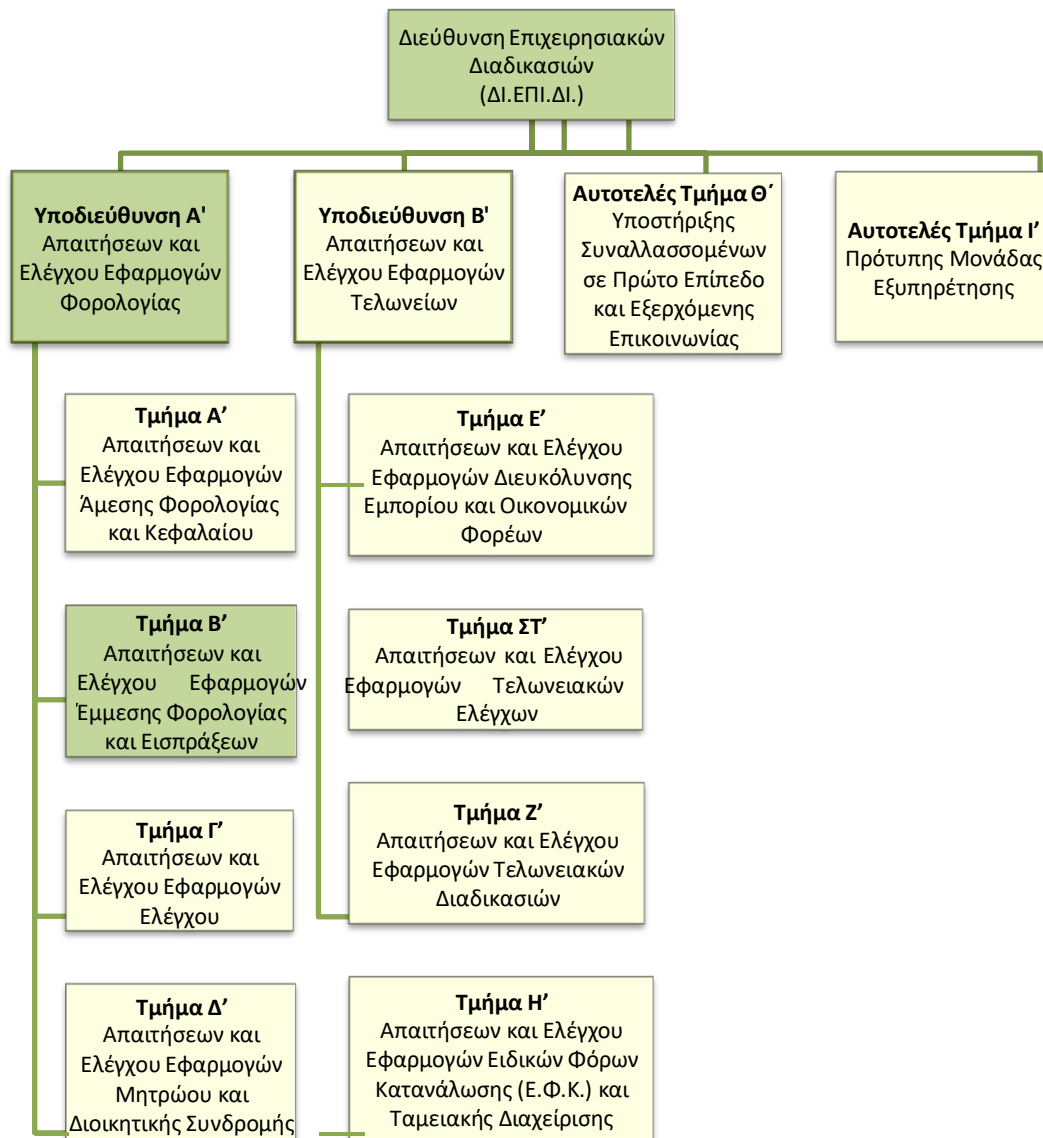 Διεύθυνση Επιχειρησιακών
Διαδικασιών
(ΔΙ.ΕΠΙ.ΔΙ.)
Υποδιεύθυνση Α'
Απαιτήσεων και
Ελέγχου Εφαρμογών
Φορολογίας
Υποδιεύθυνση Β'
Απαιτήσεων και
Ελέγχου Εφαρμογών
Τελωνείων
Αυτοτελές Τμήμα Θ΄
Υποστήριξης
Συναλλασσομένων
σε Πρώτο Επίπεδο
και Εξερχόμενης
Επικοινωνίας
Αυτοτελές Τμήμα Ι’
Πρότυπης Μονάδας
Εξυπηρέτησης
Τμήμα Α’
Απαιτήσεων και
Ελέγχου Εφαρμογών
Άμεσης Φορολογίας
και Κεφαλαίου
Τμήμα Β’
Απαιτήσεων και
Ελέγχου Εφαρμογών
Έμμεσης Φορολογίας
και Εισπράξεων
Τμήμα Γ’
Απαιτήσεων και
Ελέγχου Εφαρμογών
Ελέγχου
Τμήμα Δ’
Απαιτήσεων και
Ελέγχου Εφαρμογών
Μητρώου και
Διοικητικής Συνδρομής
Τμήμα Ε’
Απαιτήσεων και Ελέγχου
Εφαρμογών Διευκόλυνσης
Εμπορίου και Οικονομικών
Φορέων
Τμήμα ΣΤ’
Απαιτήσεων και Ελέγχου
Εφαρμογών Τελωνειακών
Ελέγχων
Τμήμα Ζ’
Απαιτήσεων και Ελέγχου
Εφαρμογών Τελωνειακών
Διαδικασιών
Τμήμα Η’
Απαιτήσεων και Ελέγχου
Εφαρμογών Ειδικών Φόρων
Κατανάλωσης (Ε.Φ.Κ.) και
Ταμειακής Διαχείρισης